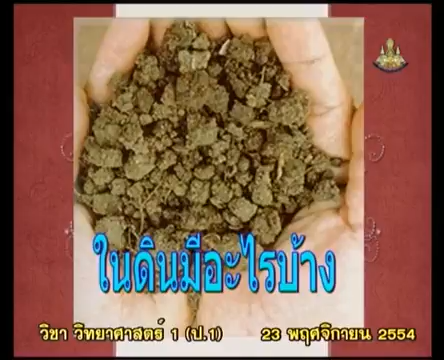 ในดินมีอะไรบ้าง
วิชา วิทยาศาสตร์ 1 (ป.1) 23 พฤศจิกายน 2554